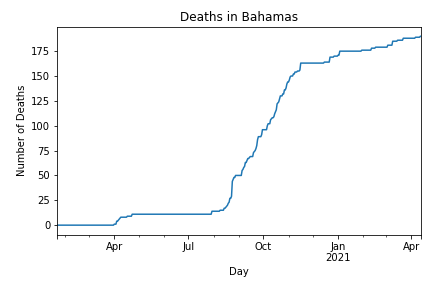 Deaths in Bahamas
Number of Deaths
175
150
125
100
75
50
25
0
Apr
Jul
Oct
Jan
2021
Apr
Day